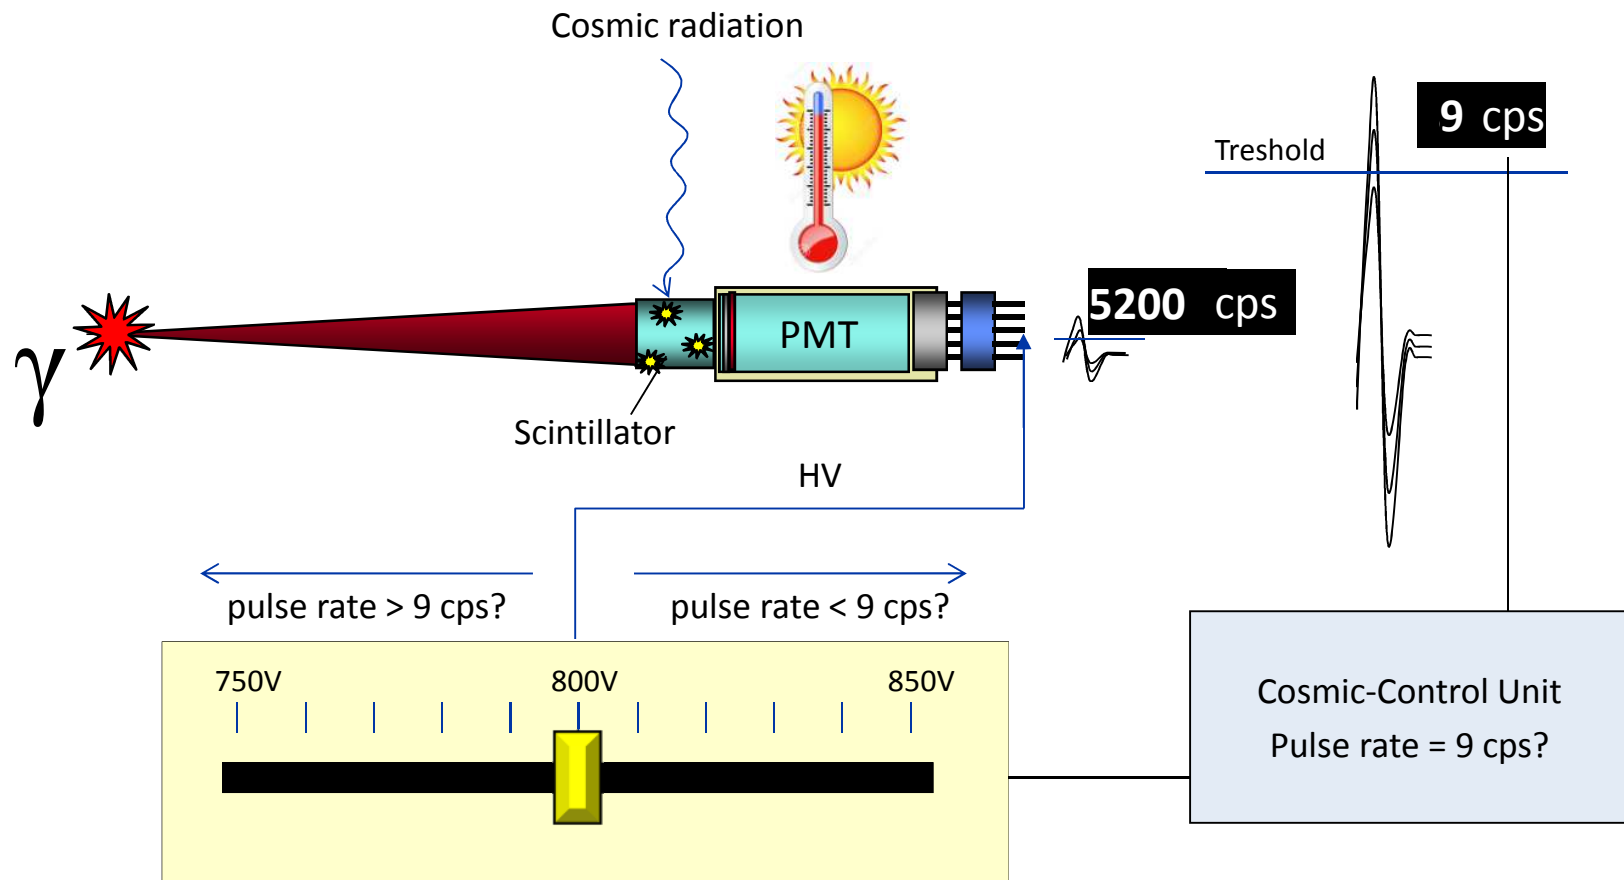 Cosmic radiation
9 cps
Treshold
5200 cps
PMT
γ
Scintillator
HV
pulse rate > 9 cps?
pulse rate < 9 cps?
750V
800V
850V
Cosmic-Control Unit
Pulse rate = 9 cps?